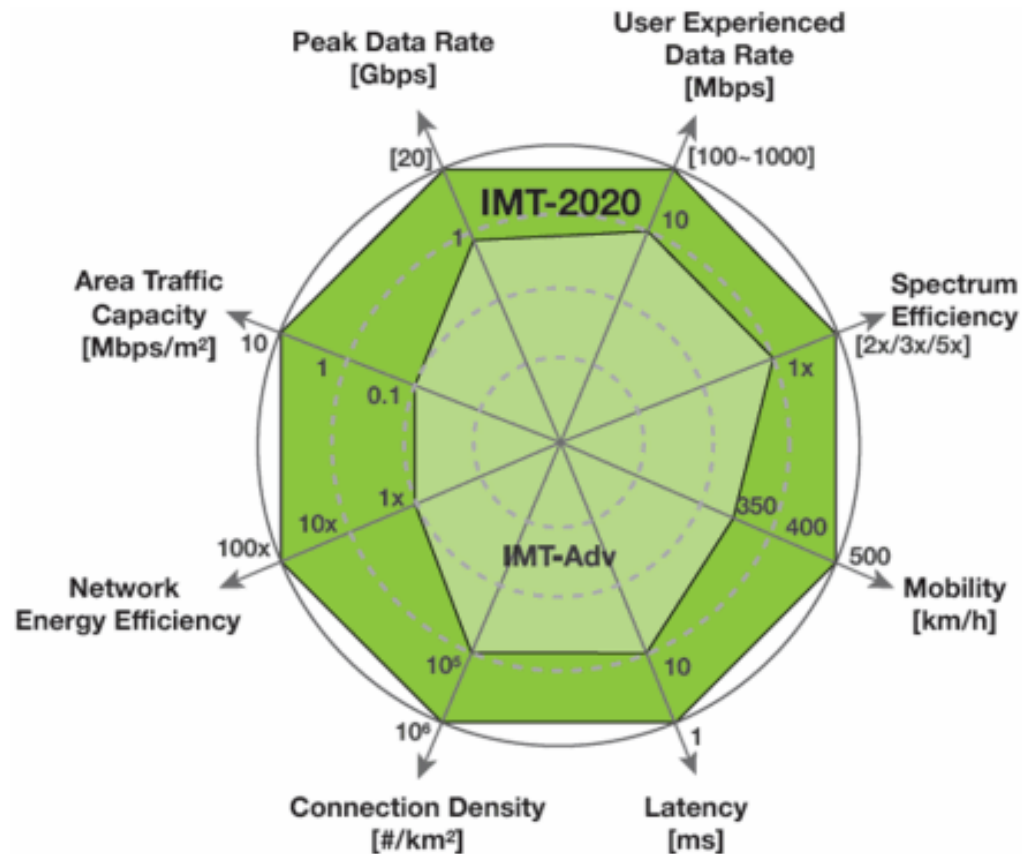 Peak Data Rate
[Gbps]
User Experienced
Data Rate
[Mbps]
[20]
[100~1000]
IMT-2020
1
10
Area Traffic
Capacity
[Mbps/m²]
Spectrum
Efficiency
[2x/3x/5x]
10
1
0.1
1x
1x
10x
100x
350
400
500
IMT-Adv
Network
Energy Efficiency
Mobility
[km/h]
10⁵
10
10⁶
1
Connection Density
[#/km²]
Latency
[ms]